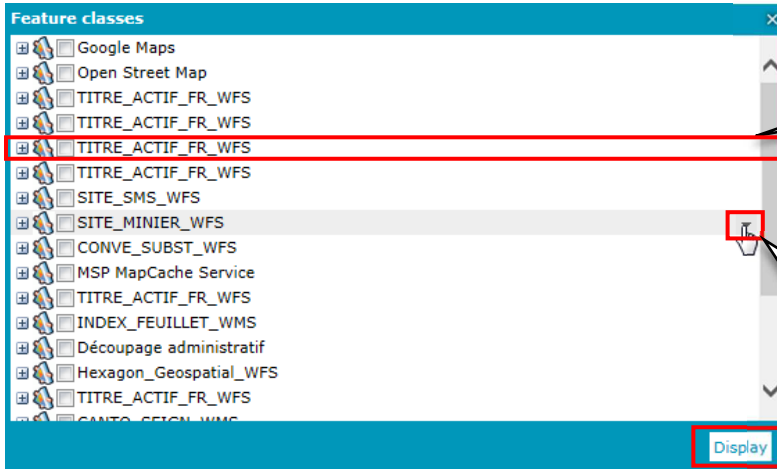 Feature classes
Google Maps
Open Street Map
TITRE_ACTIF_FR_WFS
TITRE_ACTIF_FR_WFS
TITRE_ACTIF_FR_WFS
TITRE_ACTIF_FR_WFS
SITE_SMS_WFS
SITE_MINIER_WFS
CONVE_SUBST_WFS
MSP MapCache Service
TITRE_ACTIF_FR_WFS
INDEX_FEUILLET_WMS
Découpage administratif
Hexagon_Geospatial_WFS
TITRE_ACTIF_FR_WFS
CANTO_SEIGN_WMS
Display